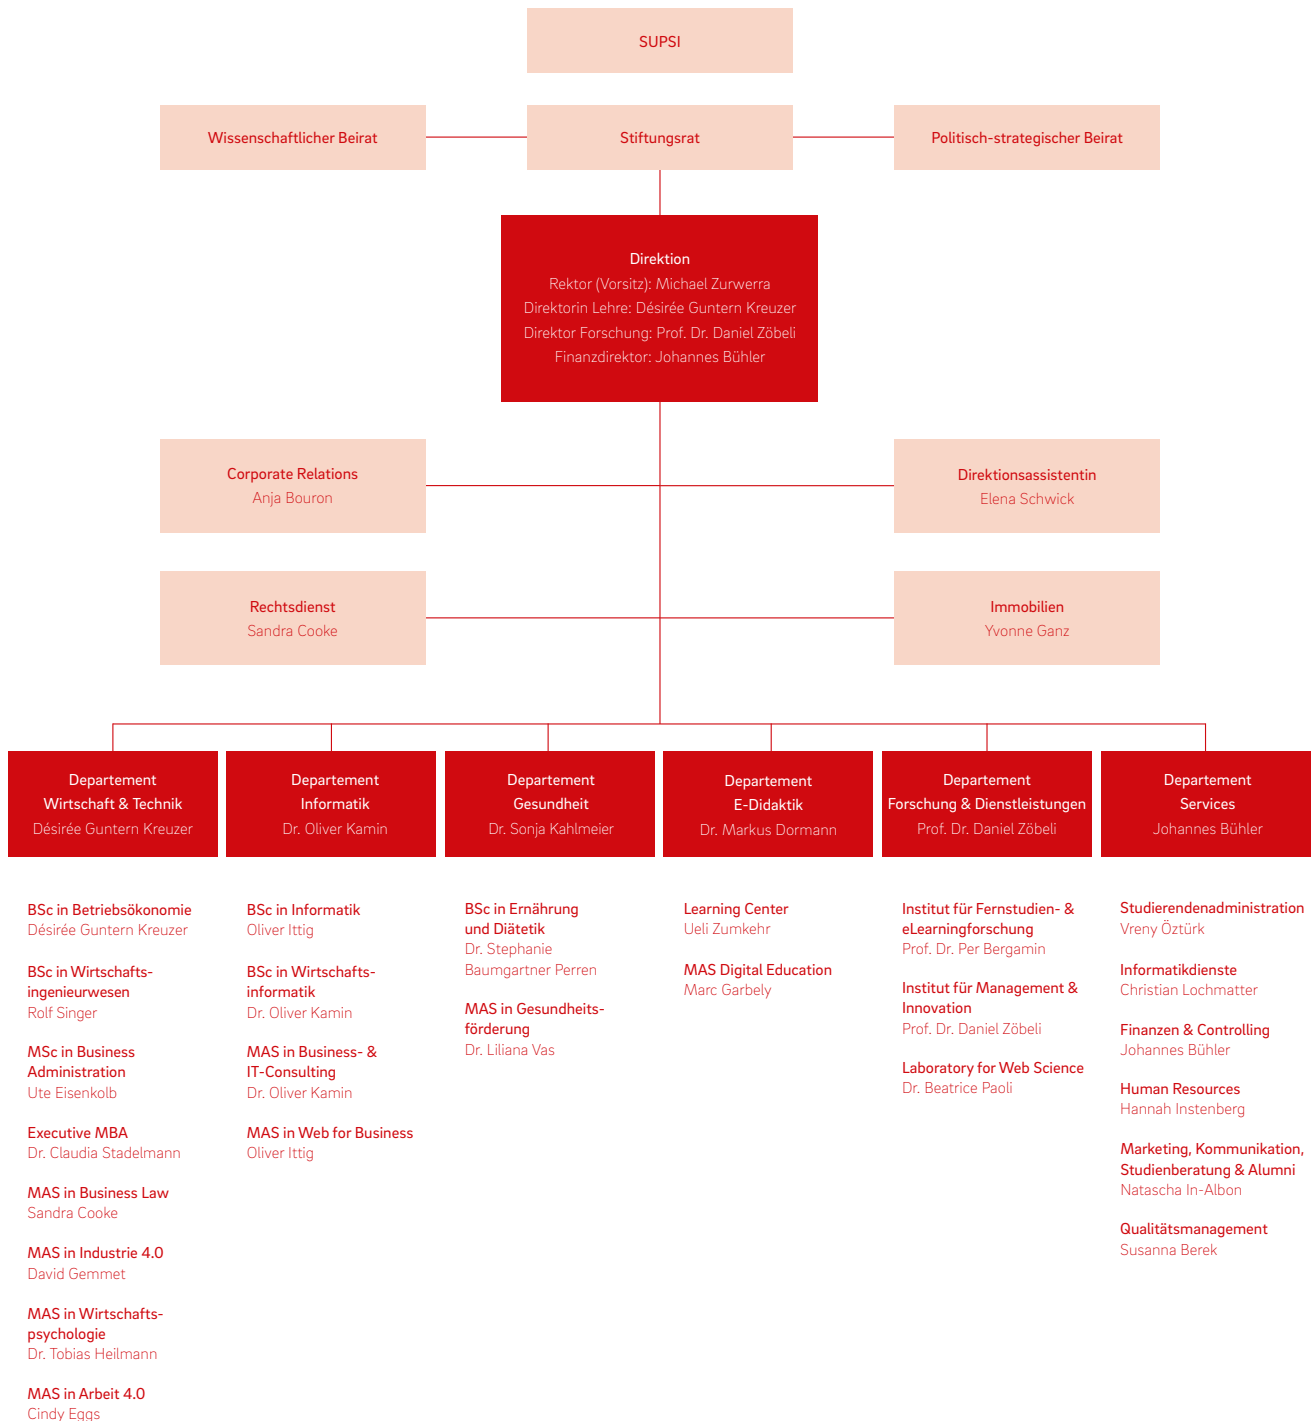 SUPSI
Wissenschaftlicher Beirat
Stiftungsrat
Politisch-strategischer Beirat
Direktion
Rektor (Vorsitz): Michael Zurwerra
Direktorin Lehre: Désirée Guntern Kreuzer
Direktor Forschung: Prof. Dr. Daniel Zöbeli
Finanzdirektor: Johannes Bühler
Corporate Relations
Anja Bouron
Direktionsassistentin
Elena Schwick
Rechtsdienst
Sandra Cooke
Immobilien
Yvonne Ganz
Departement
Wirtschaft & Technik
Désirée Guntern Kreuzer
Departement
Informatik
Dr. Oliver Kamin
Departement
Gesundheit
Dr. Sonja Kahlmeier
Departement
E-Didaktik
Dr. Markus Dormann
Departement
Forschung & Dienstleistungen
Prof. Dr. Daniel Zöbeli
Departement
Services
Johannes Bühler
BSc in Betriebsökonomie
Désirée Guntern Kreuzer
BSc in Wirtschafts-
ingenieurwesen
Rolf Singer
MSc in Business
Administration
Ute Eisenkolb
Executive MBA
Dr. Claudia Stadelmann
MAS in Business Law
Sandra Cooke
MAS in Industrie 4.0
David Gemmet
MAS in Wirtschafts-
psychologie
Dr. Tobias Heilmann
MAS in Arbeit 4.0
Cindy Eggs
BSc in Informatik
Oliver Ittig
BSc in Wirtschafts-
informatik
Dr. Oliver Kamin
MAS in Business- &
IT-Consulting
Dr. Oliver Kamin
MAS in Web for Business
Oliver Ittig
BSc in Ernährung
und Diätetik
Dr. Stephanie
Baumgartner Perren
MAS in Gesundheits-
förderung
Dr. Liliana Vas
Learning Center
Ueli Zumkehr
MAS Digital Education
Marc Garbely
Institut für Fernstudien- &
eLearningforschung
Prof. Dr. Per Bergamin
Institut für Management &
Innovation
Prof. Dr. Daniel Zöbeli
Laboratory for Web Science
Dr. Beatrice Paoli
Studierendenadministration
Vreny Öztürk
Informatikdienste
Christian Lochmatter
Finanzen & Controlling
Johannes Bühler
Human Resources
Hannah Instenberg
Marketing, Kommunikation,
Studienberatung & Alumni
Natascha In-Albon
Qualitätsmanagement
Susanna Berek